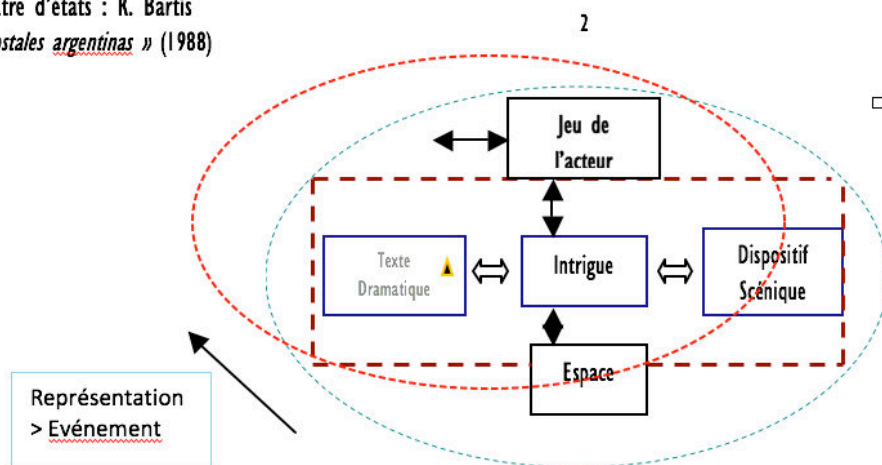 tre d'états : R. Bartis
stales argentinas » (1988)
2
Jeu de
l'acteur
Texte
Dramatique
Intrigue
Dispositif
Scénique
Espace
Représentation
> Evénement